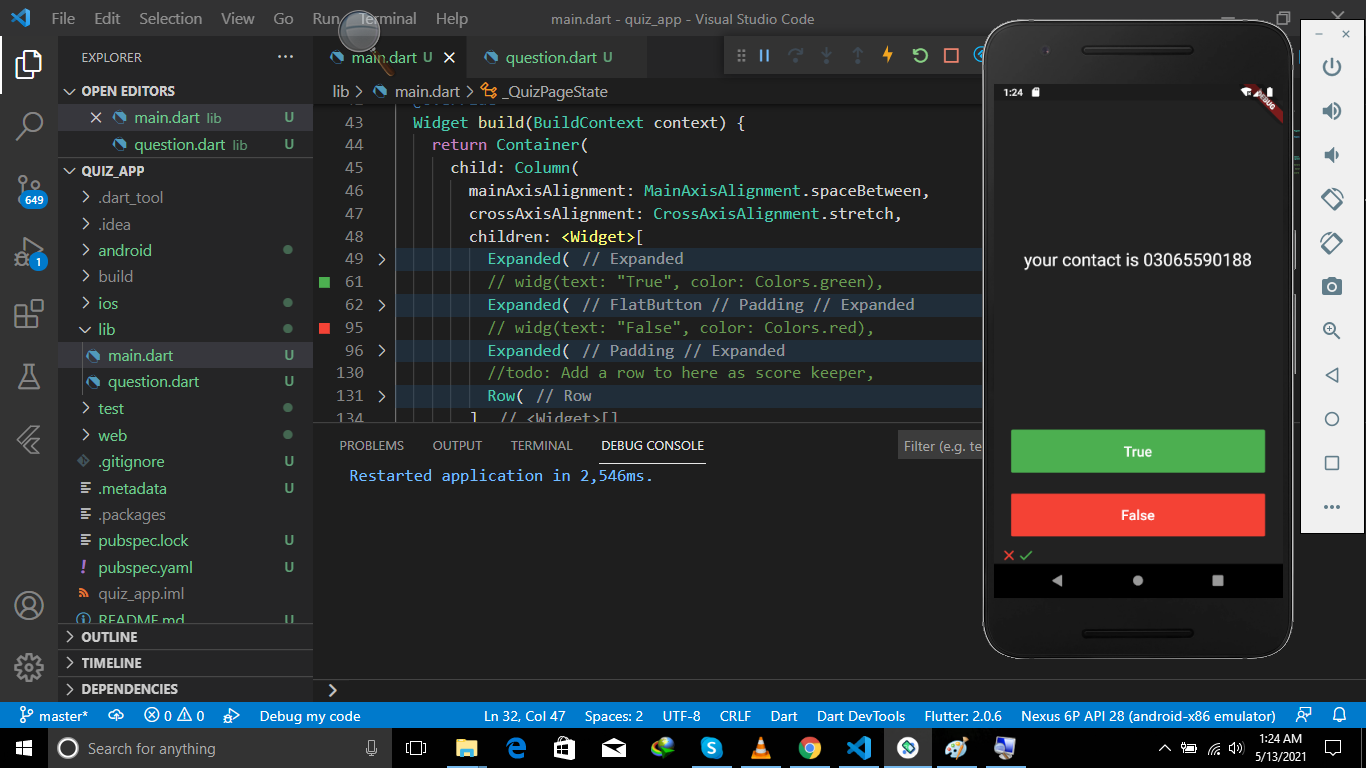 File Edit Selection View Go Run Terminal Help
main.dart - quiz_app - Visual Studio Code
EXPLORER
OPEN EDITORS
main.dart lib U
question.dart lib U
QUIZ_APP
.dart_tool
.idea
android
build
ios
lib
main.dart U
question.dart U
test
web
.gitignore U
.metadata U
.packages
pubspec.lock U
pubspec.yaml U
quiz_app.iml
README.md U
OUTLINE
TIMELINE
DEPENDENCIES
649
1
main.dart U
question.dart U
lib > main.dart > _QuizPageState
43 Widget build(BuildContext context) {
44 return Container(
45 child: Column(
46 mainAxisAlignment: MainAxisAlignment.spaceBetween,
47 crossAxisAlignment: CrossAxisAlignment.stretch,
48 children: <Widget>[
49 Expanded( // Expanded
61 // widg(text: "True", color: Colors.green),
62 Expanded( // FlatButton // Padding // Expanded
95 // widg(text: "False", color: Colors.red),
96 Expanded( // Padding // Expanded
130 //todo: Add a row to here as score keeper,
131 Row( // Row
134 ], // <Widget>[]
PROBLEMS OUTPUT TERMINAL DEBUG CONSOLE
Filter (e.g. te
Restarted application in 2,546ms.
1:24
DEBUG
your contact is 03065590188
True
False
master* 0 0 Debug my code Ln 32, Col 47 Spaces: 2 UTF-8 CRLF Dart Dart DevTools Flutter: 2.0.6 Nexus 6P API 28 (android-x86 emulator)
Search for anything
1:24 AM
5/13/2021